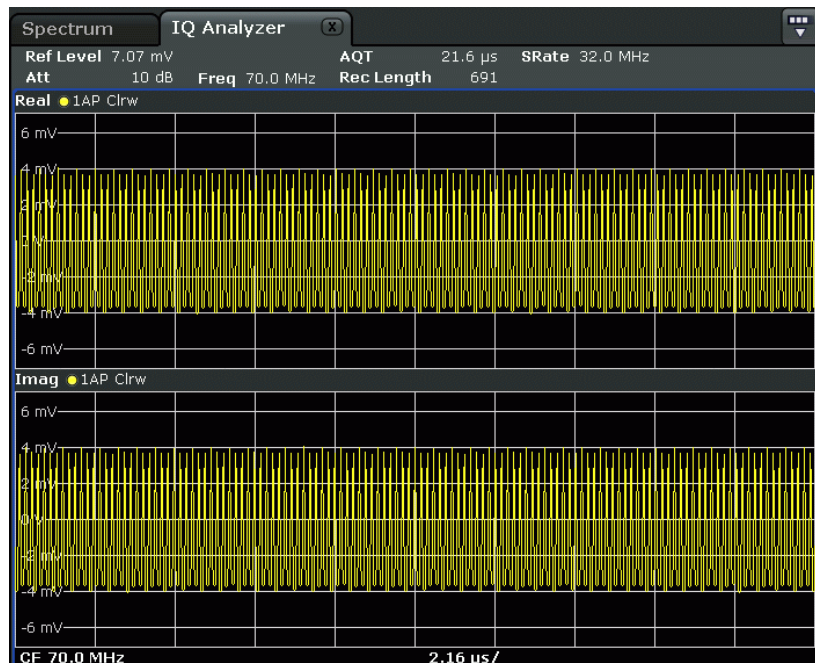 Spectrum IQ Analyzer X
Ref Level 7.07 mV AQT 21.6 µs SRate 32.0 MHz
Att 10 dB Freq 70.0 MHz Rec Length 691
Real 1AP Clrw
6 mV
4 mV
2 mV
0 V
-2 mV
-4 mV
-6 mV
Imag 1AP Clrw
6 mV
4 mV
2 mV
0 V
-2 mV
-4 mV
-6 mV
CF 70.0 MHz 2.16 µs/